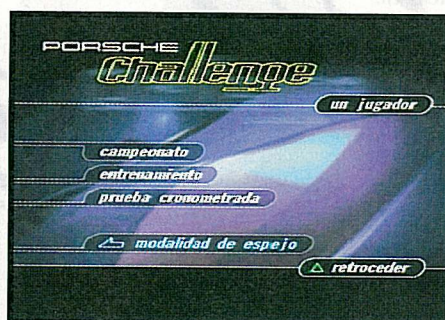 PORSCHE
Challenge
un jugador
campeonato
entrenamiento
prueba cronometrada
modalidad de espejo
retroceder